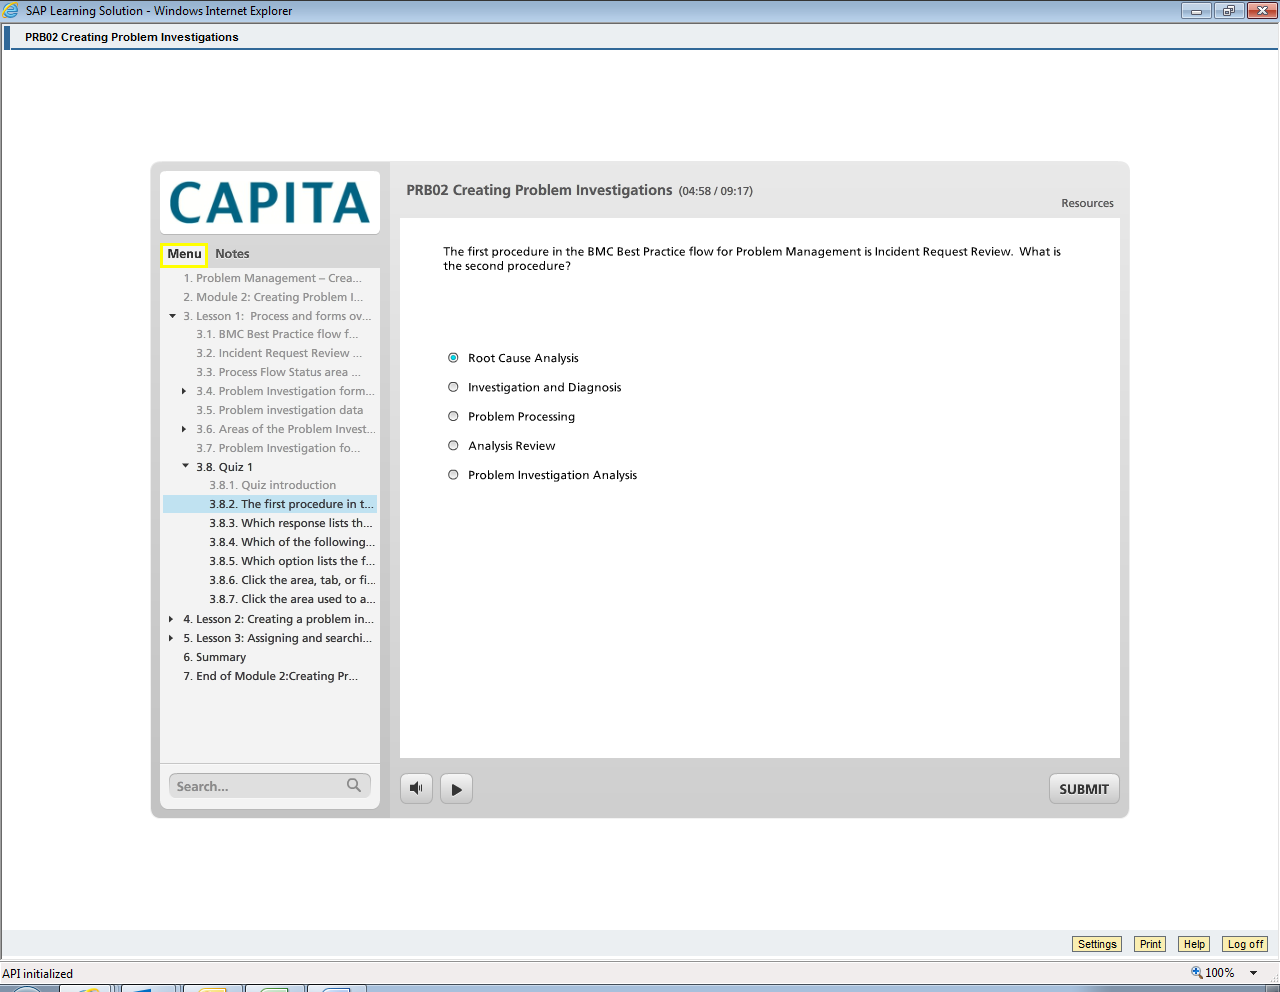 SAP Learning Solution - Windows Internet Explorer
PRB02 Creating Problem Investigations
CAPITA
PRB02 Creating Problem Investigations (04:58 / 09:17)
Resources
Menu Notes
1. Problem Management – Crea...
2. Module 2: Creating Problem I...
3. Lesson 1: Process and forms ov...
3.1. BMC Best Practice flow f...
3.2. Incident Request Review ...
3.3. Process Flow Status area ...
3.4. Problem Investigation form...
3.5. Problem investigation data
3.6. Areas of the Problem Invest...
3.7. Problem Investigation fo...
3.8. Quiz 1
3.8.1. Quiz introduction
3.8.2. The first procedure in t...
3.8.3. Which response lists th...
3.8.4. Which of the following...
3.8.5. Which option lists the f...
3.8.6. Click the area, tab, or fi...
3.8.7. Click the area used to a...
4. Lesson 2: Creating a problem in...
5. Lesson 3: Assigning and searchi...
6. Summary
7. End of Module 2:Creating Pr...
Search...
The first procedure in the BMC Best Practice flow for Problem Management is Incident Request Review. What is
the second procedure?
Root Cause Analysis
Investigation and Diagnosis
Problem Processing
Analysis Review
Problem Investigation Analysis
SUBMIT
Settings Print Help Log off
API initialized
100%